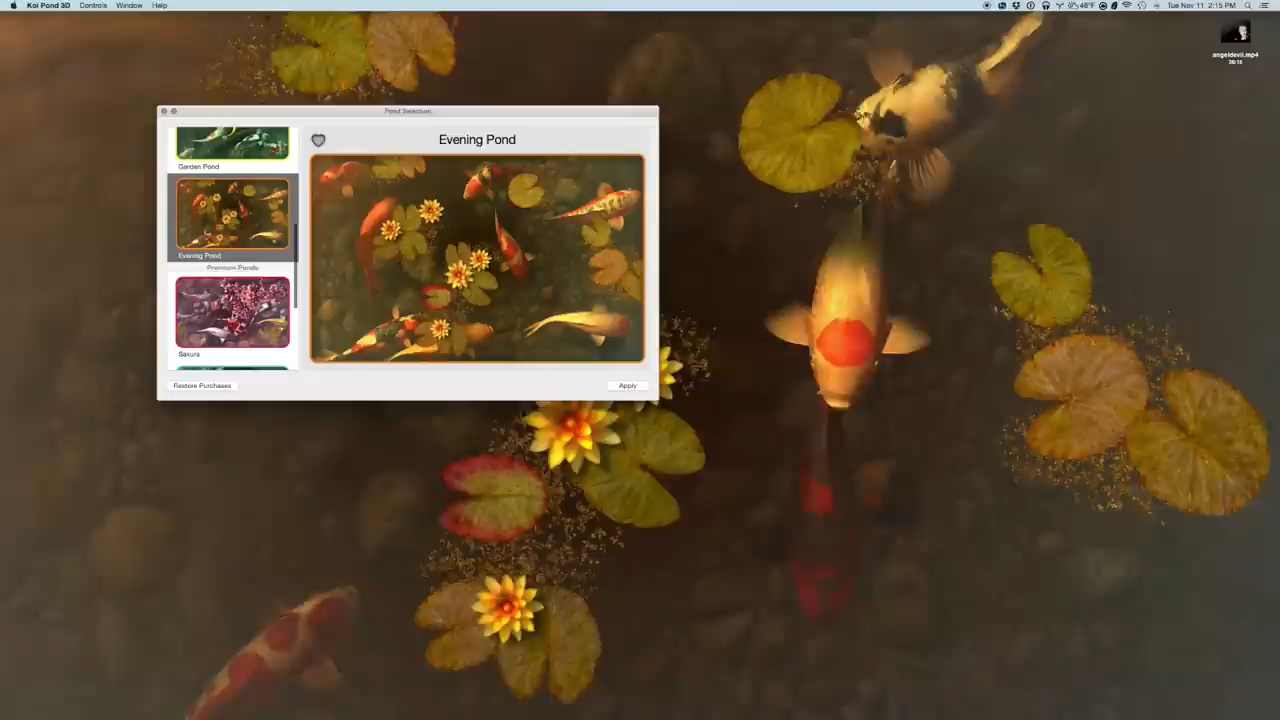 Koi Pond 3D Controls Window Help
48°F Tue Nov 11 2:15 PM
angeldevil.mp4
Pond Selection
Evening Pond
Garden Pond
Evening Pond
Premium Ponds
Sakura
Restore Purchases
Apply